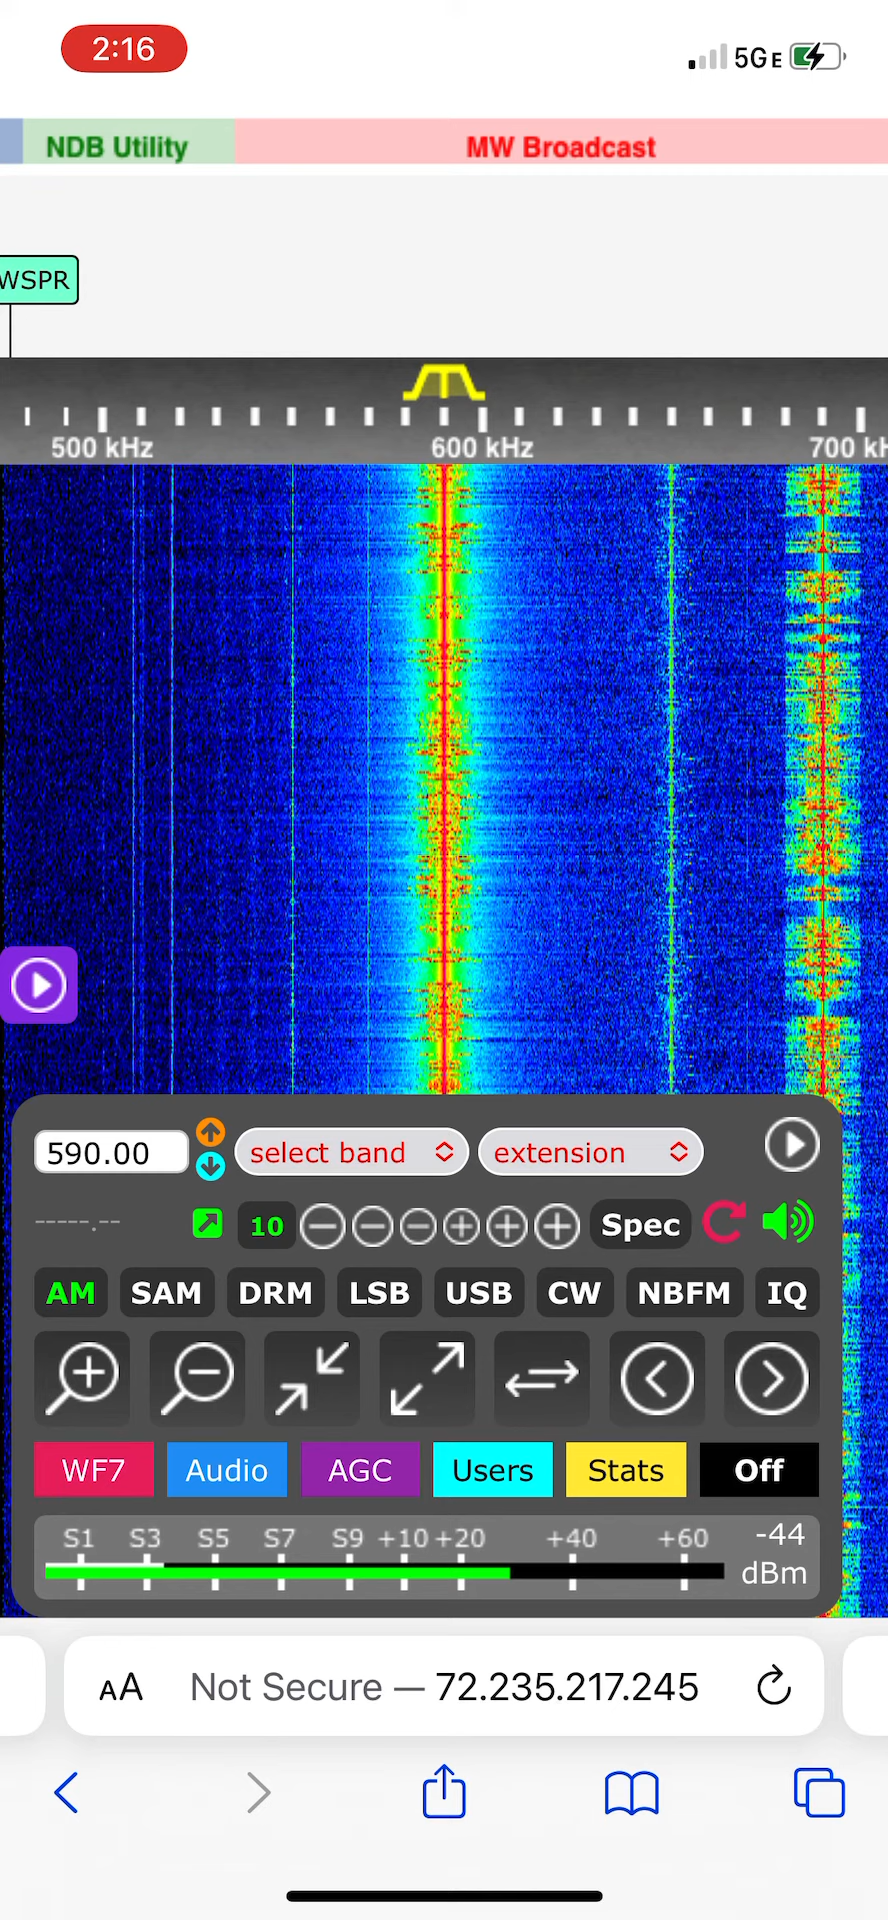 2:16
5GE
NDB Utility MW Broadcast
WSPR
500 kHz 600 kHz 700 kH
590.00 select band extension
-----.-- 10 Spec
AM SAM DRM LSB USB CW NBFM IQ
WF7 Audio AGC Users Stats Off
S1 S3 S5 S7 S9 +10 +20 +40 +60 -44
dBm
AA Not Secure — 72.235.217.245